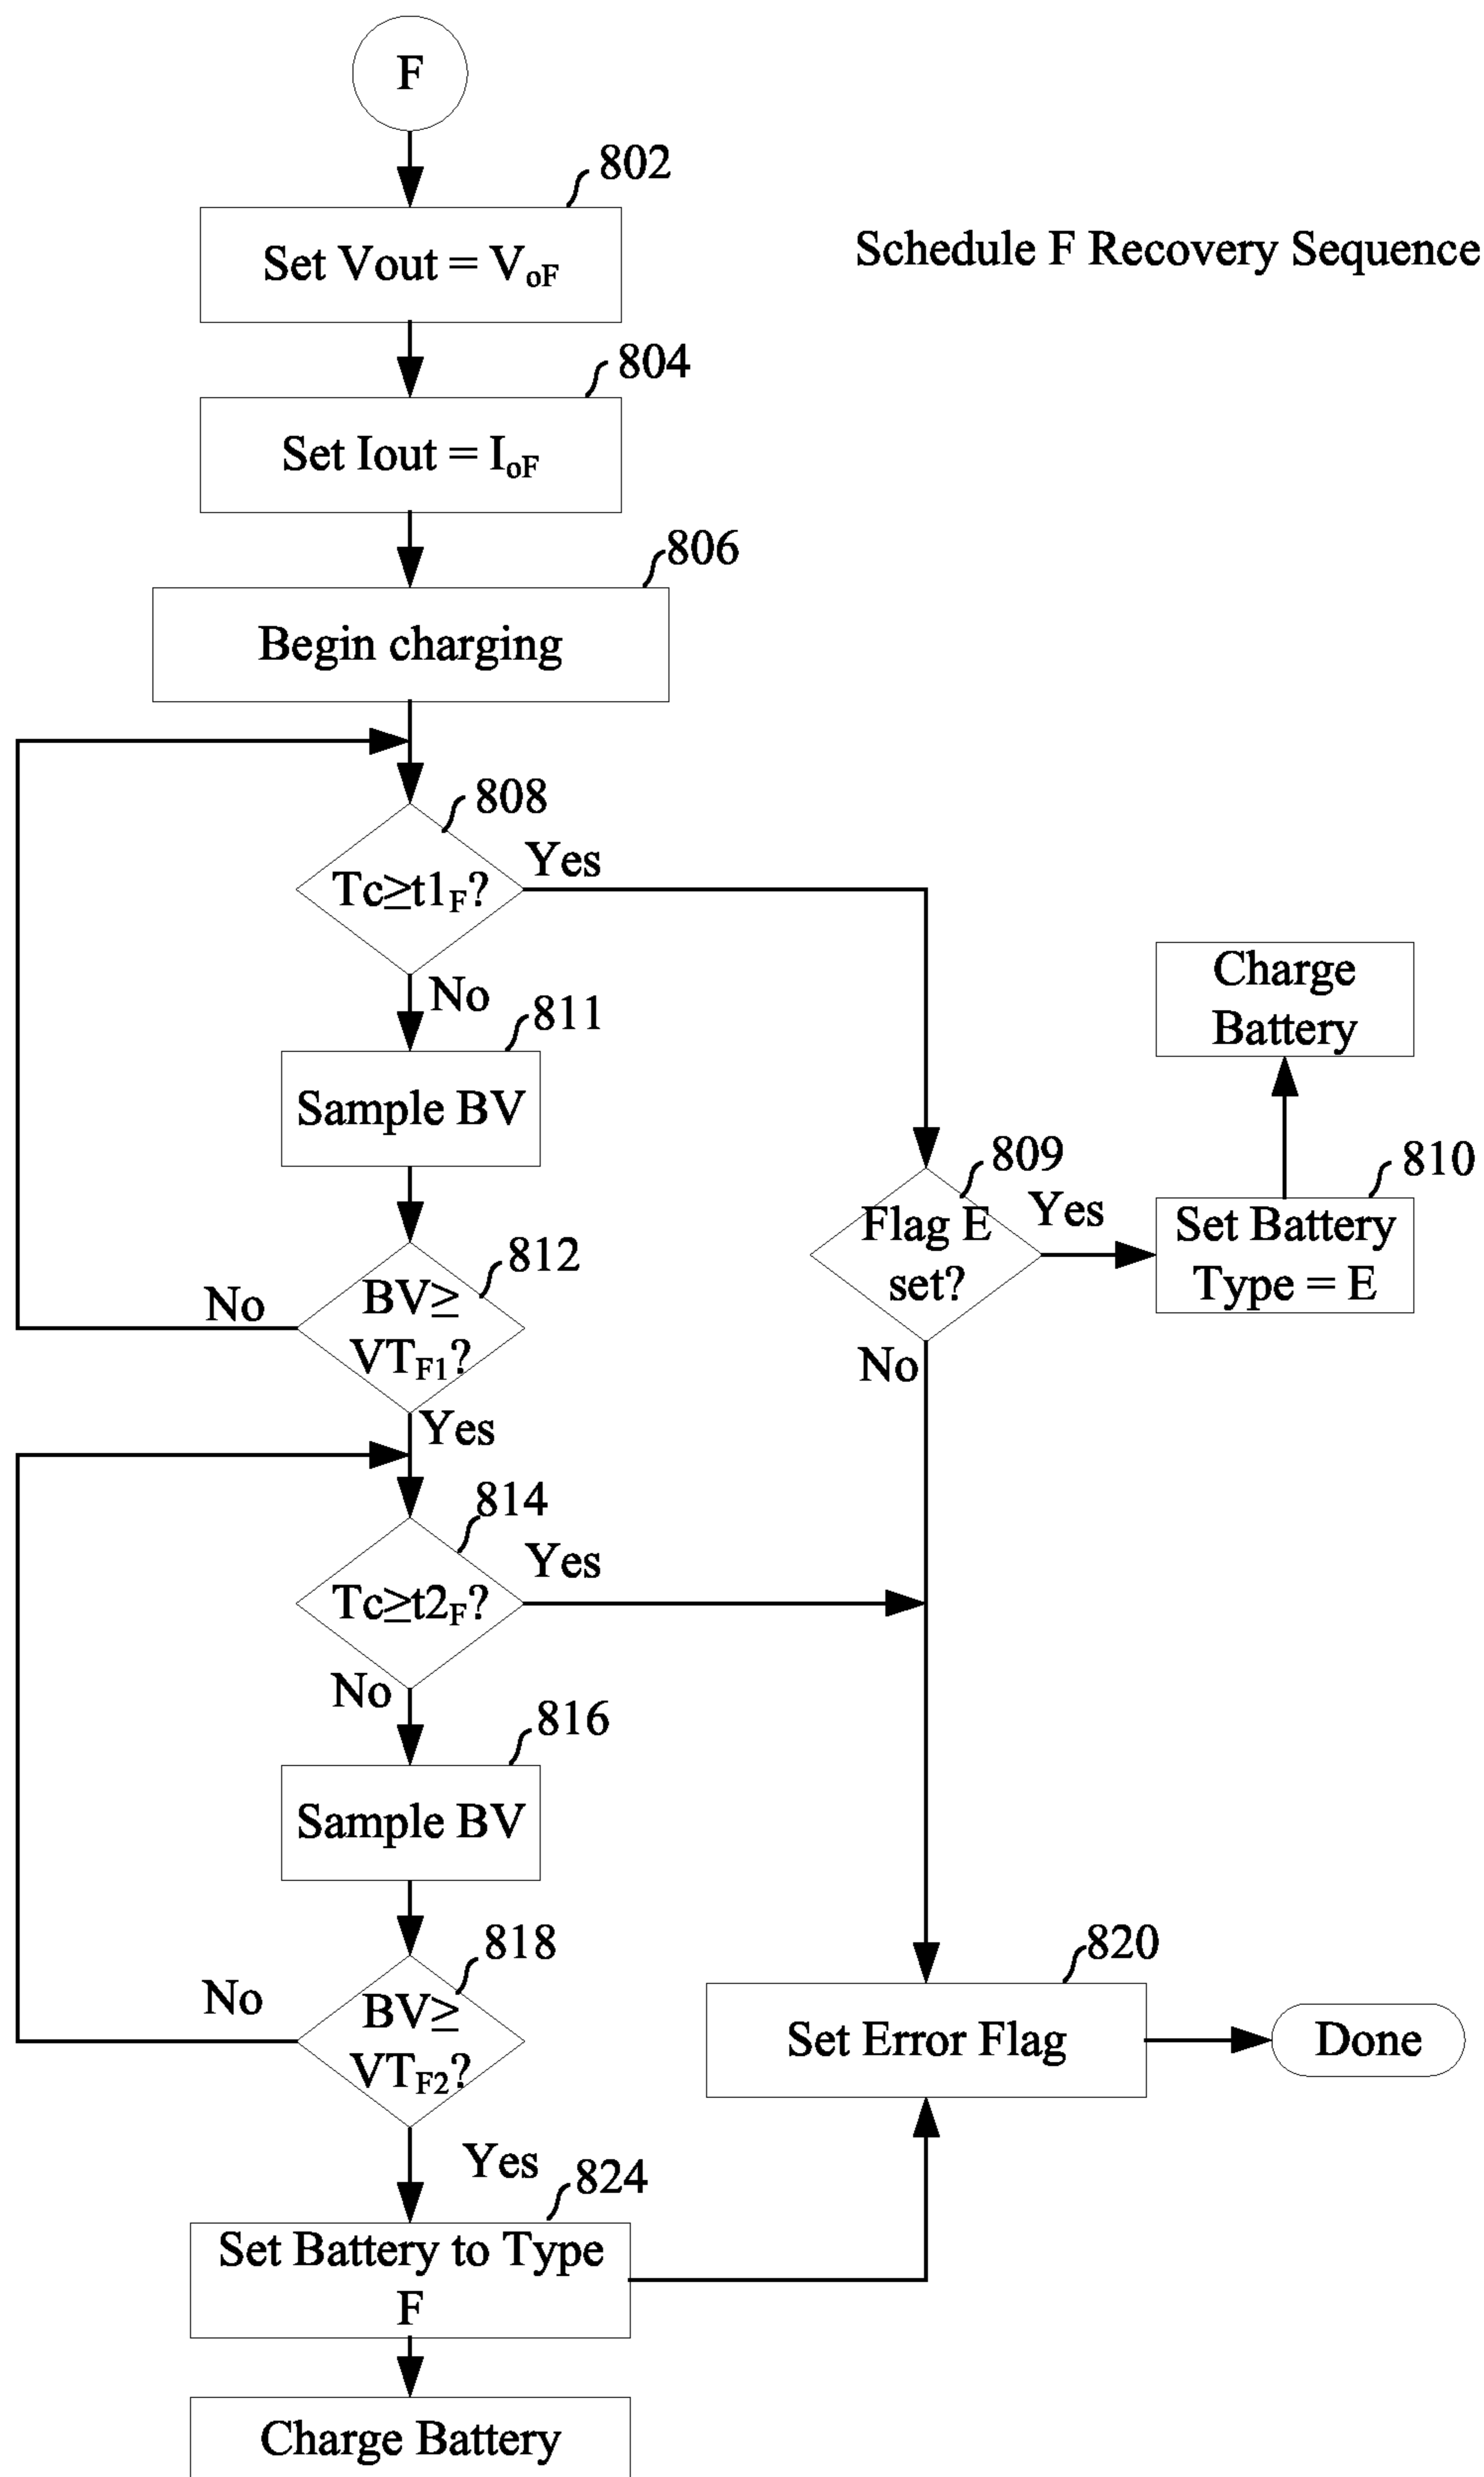 F
802
Set Vout = VoF
Schedule F Recovery Sequence
804
Set Iout = IoF
806
Begin charging
808
Tc≥t1F?
Yes
No
811
Sample BV
Charge
Battery
809
Flag E
set?
Yes
No
810
Set Battery
Type = E
812
BV≥
VTF1?
No
Yes
814
Tc≥t2F?
Yes
No
816
Sample BV
818
BV≥
VTF2?
No
Yes
820
Set Error Flag
Done
824
Set Battery to Type
F
Charge Battery